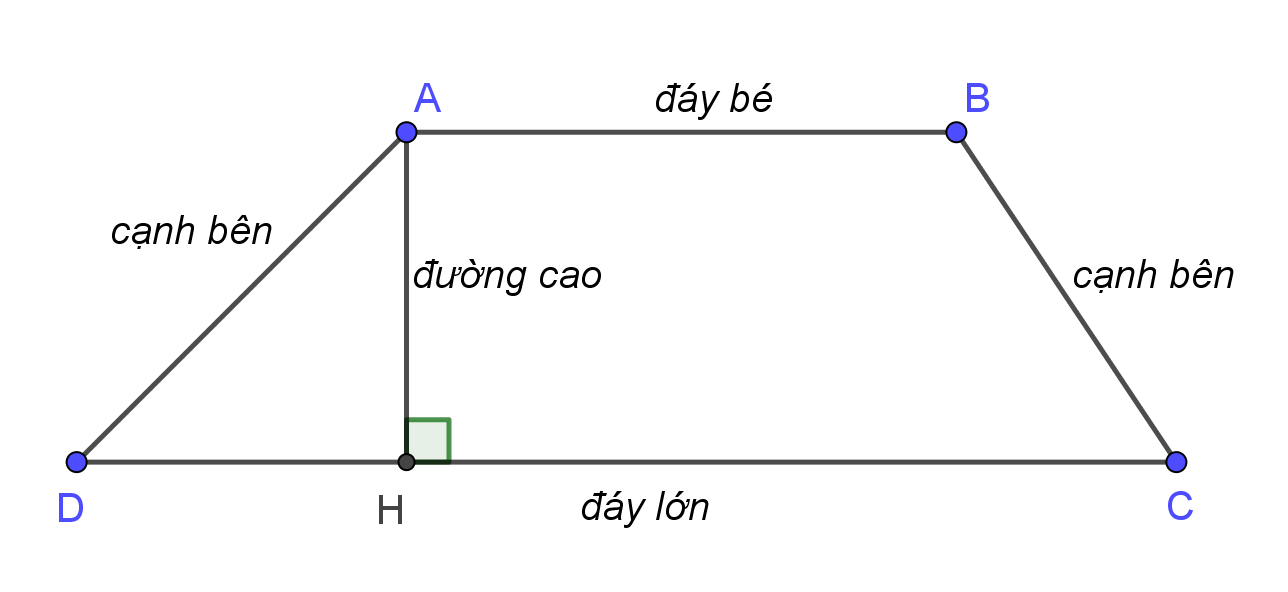 A
đáy bé
B
cạnh bên
đường cao
cạnh bên
D
H
đáy lớn
C